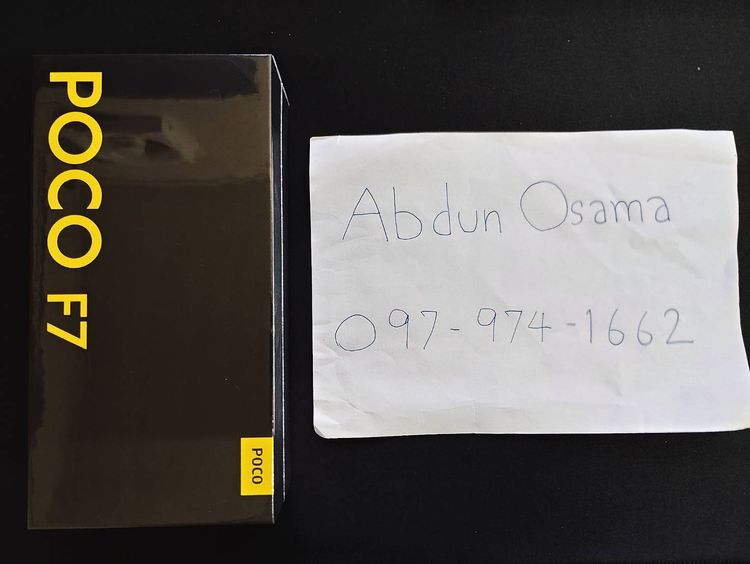 POCO F7
POCO
Abdun Osama
097-974-1662